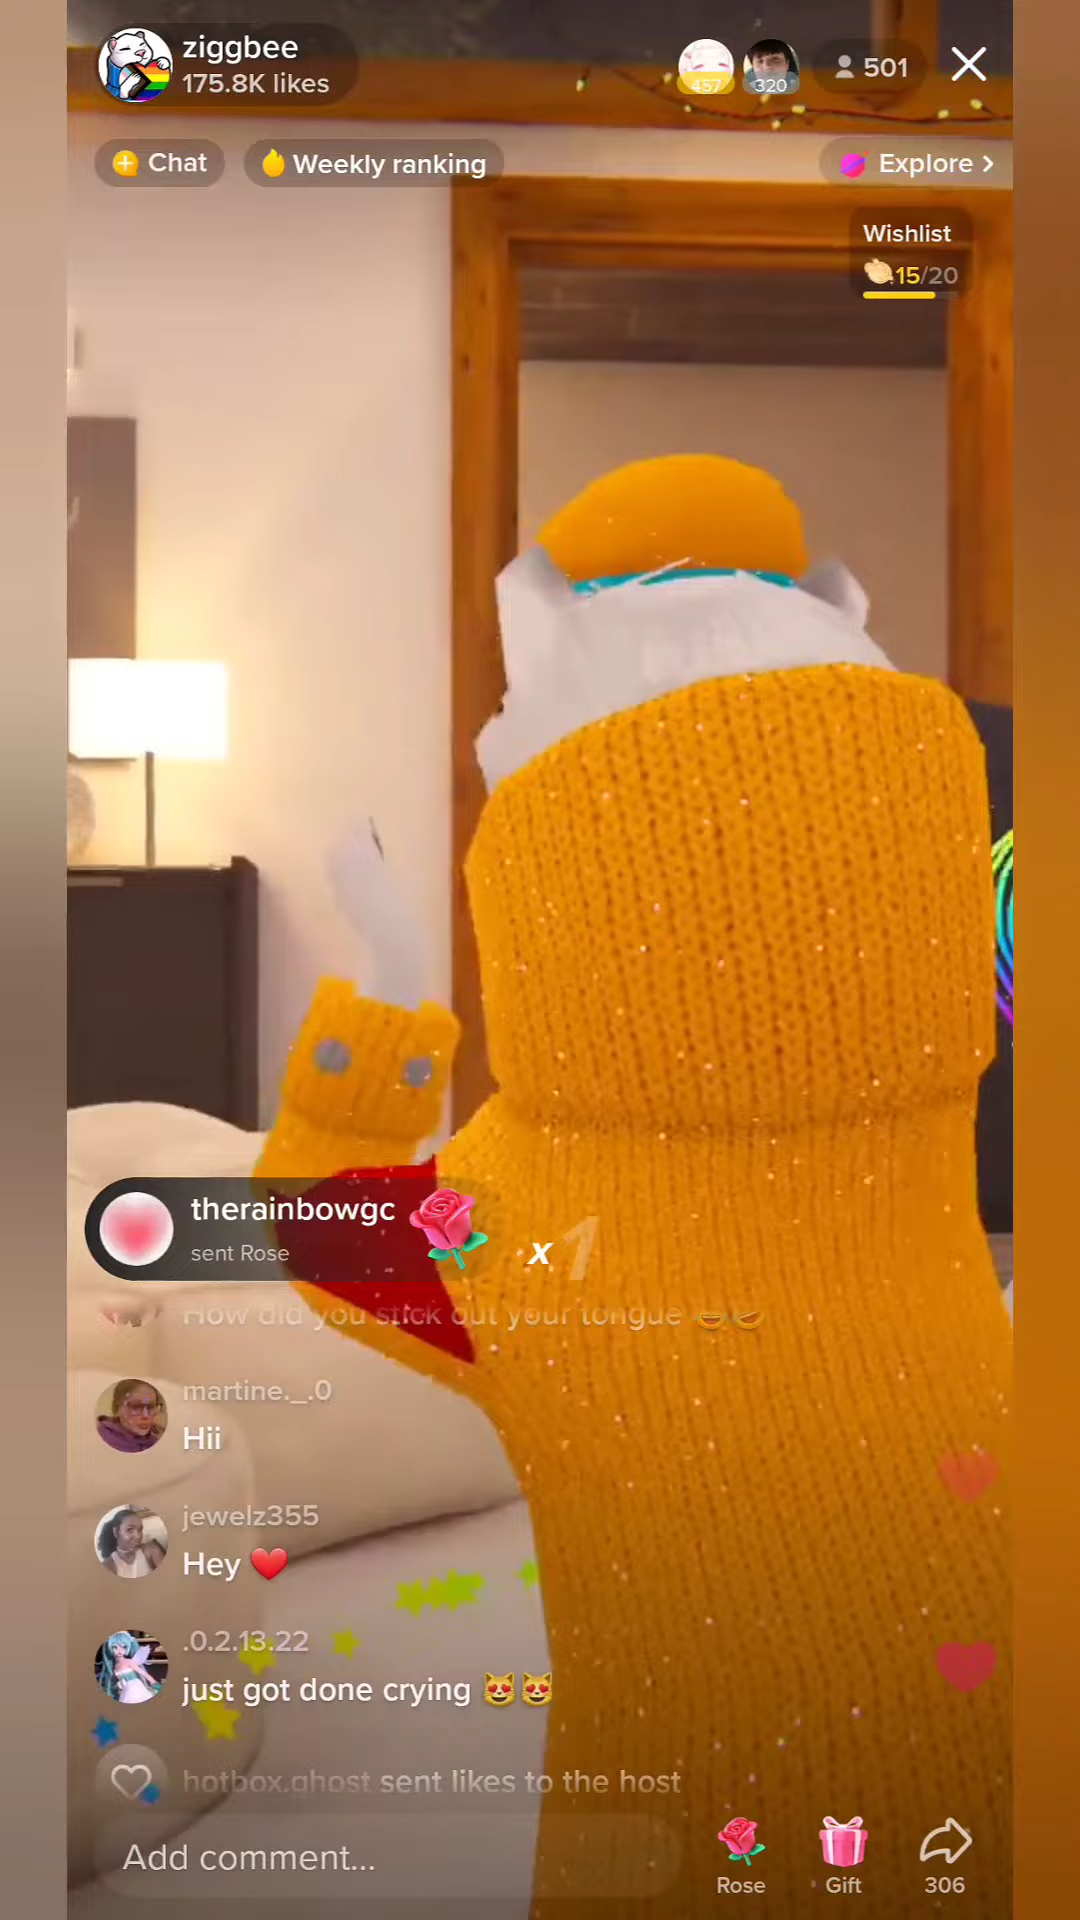 ziggbee
175.8K likes
457
320
501
Chat
Weekly ranking
Explore >
Wishlist
15/20
therainbowgc
sent Rose
x1
How did you stick out your tongue
martine._.0
Hii
jewelz355
Hey ❤️
.0.2.13.22
just got done crying 😻😻
hotbox.ghost sent likes to the host
Add comment...
Rose
Gift
306